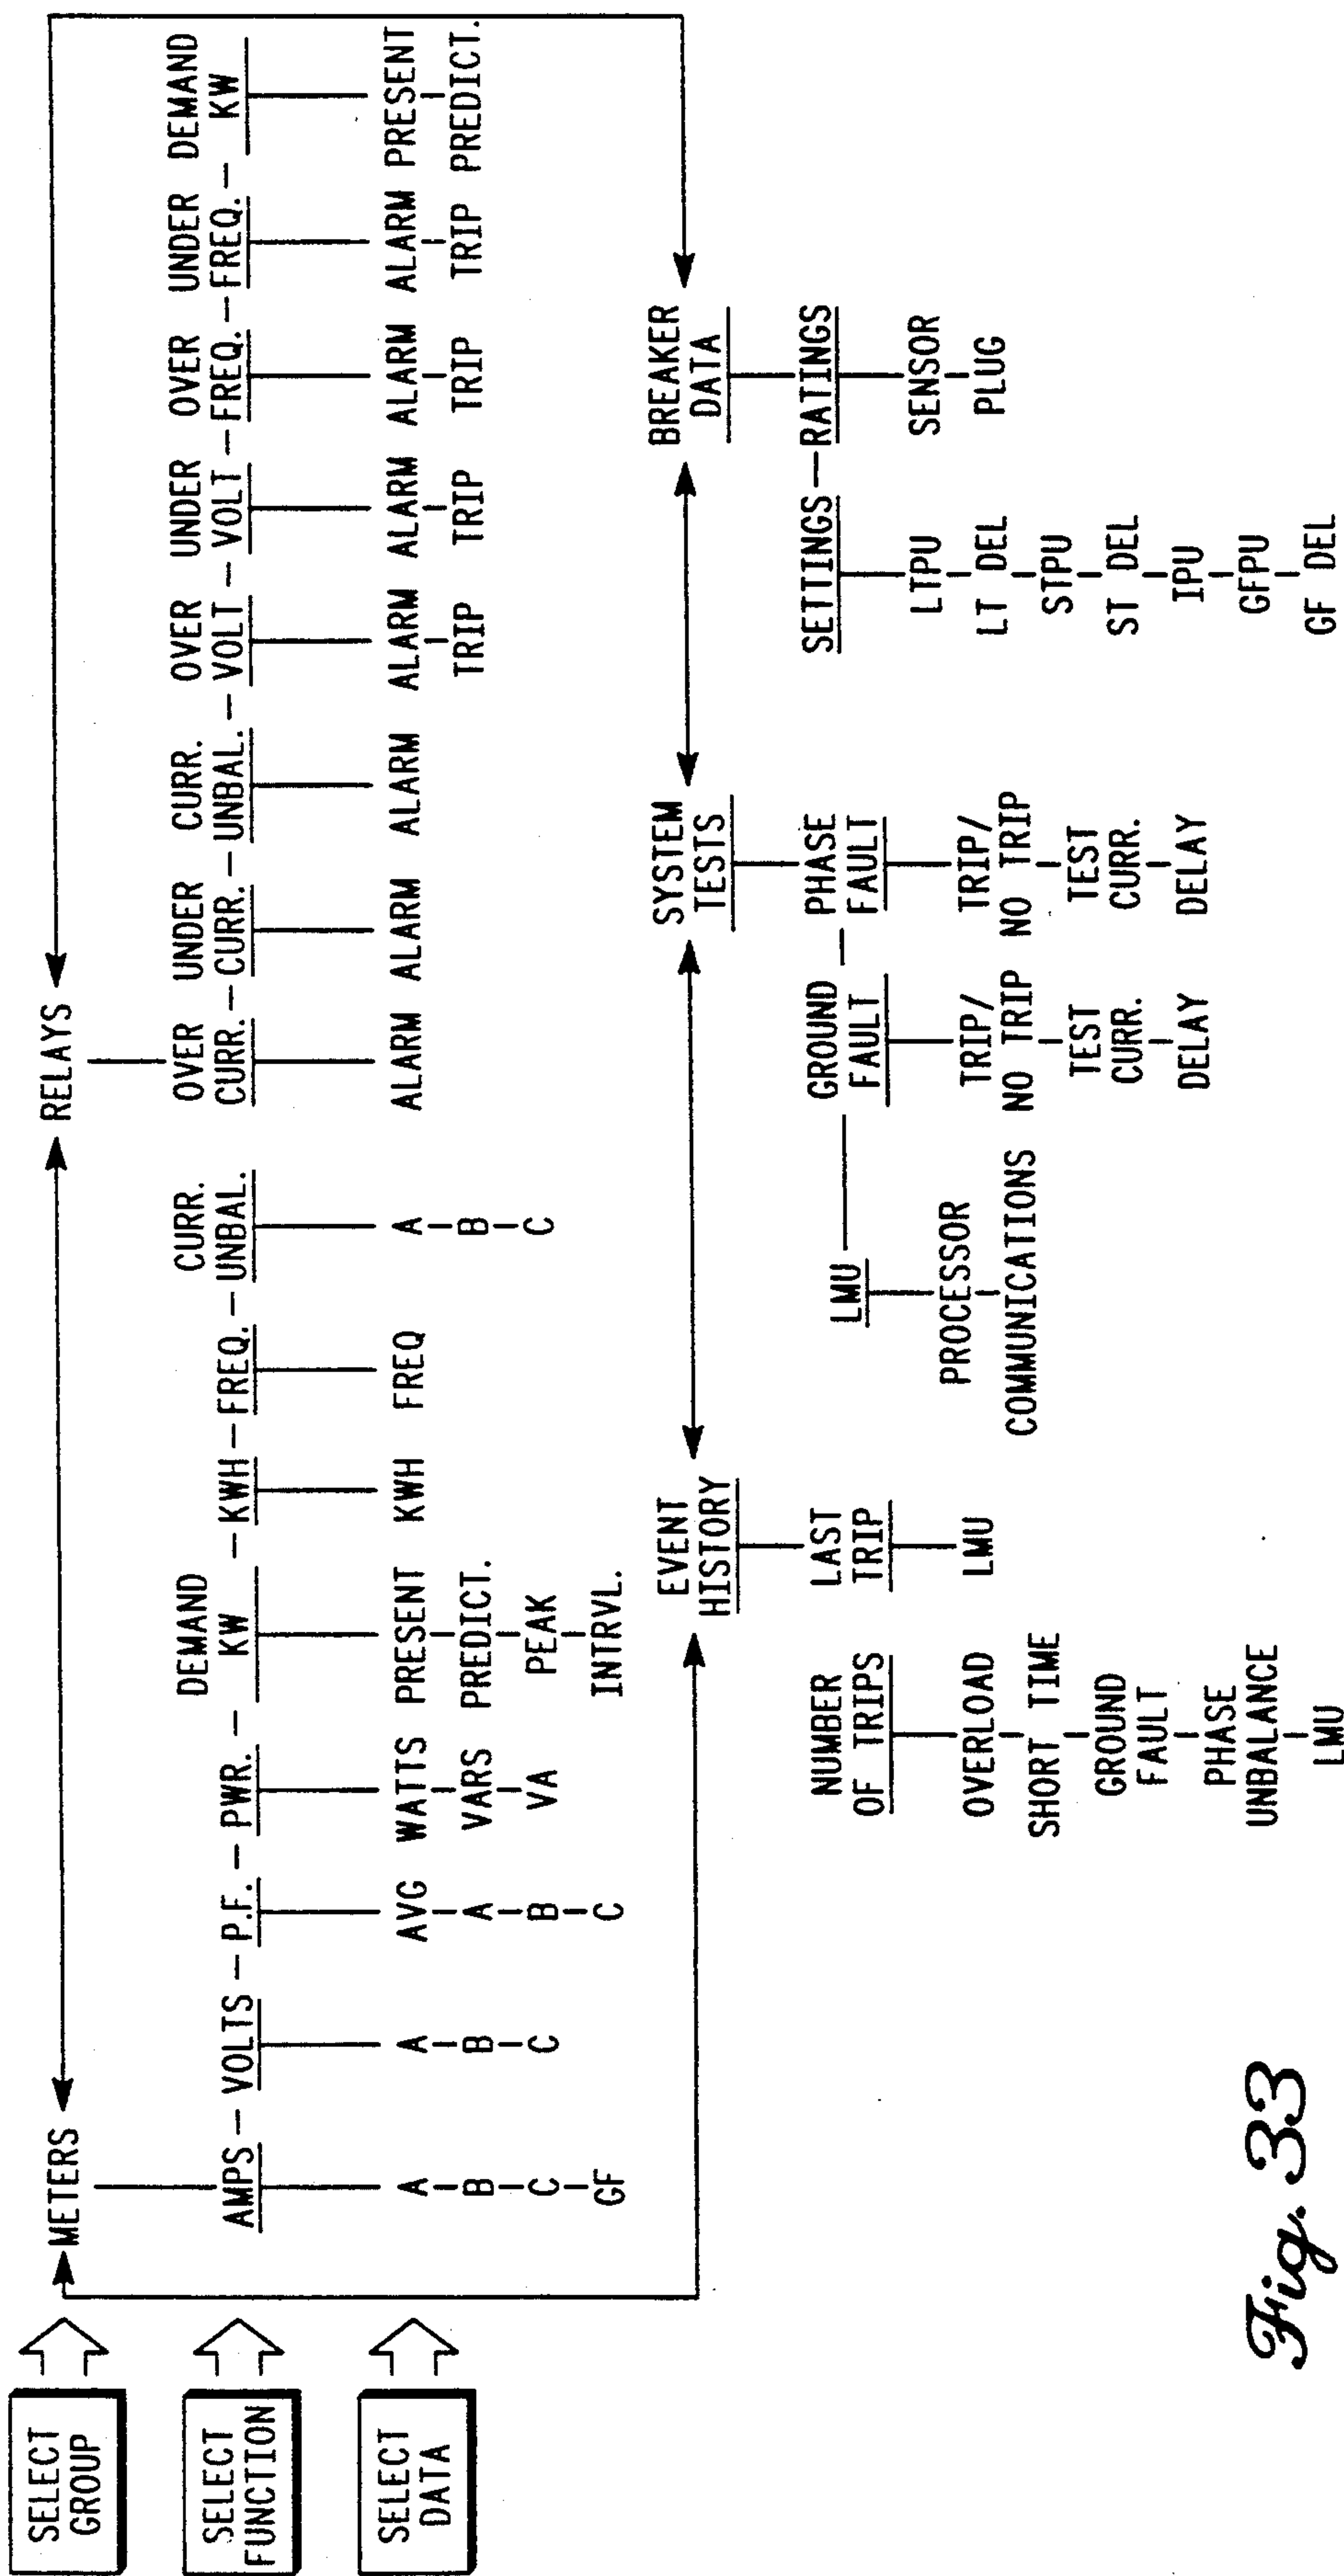 SELECT
GROUP
SELECT
FUNCTION
SELECT
DATA
METERS
RELAYS
AMPS
A
B
C
GF
VOLTS
A
B
C
P.F.
AVG
A
B
C
PWR.
WATTS
VARS
VA
DEMAND
KW
PRESENT
PREDICT.
PEAK
INTRVL.
KWH
KWH
FREQ.
FREQ
CURR.
UNBAL.
A
B
C
OVER
CURR.
ALARM
UNDER
CURR.
ALARM
CURR.
UNBAL.
ALARM
OVER
VOLT
ALARM
TRIP
UNDER
VOLT
ALARM
TRIP
OVER
FREQ.
ALARM
TRIP
UNDER
FREQ.
ALARM
TRIP
DEMAND
KW
PRESENT
PREDICT.
EVENT
HISTORY
NUMBER
OF TRIPS
OVERLOAD
SHORT TIME
GROUND
FAULT
PHASE
UNBALANCE
LMU
LAST
TRIP
LMU
SYSTEM
TESTS
LMU
PROCESSOR
COMMUNICATIONS
GROUND
FAULT
TRIP/
NO TRIP
TEST
CURR.
DELAY
PHASE
FAULT
TRIP/
NO TRIP
TEST
CURR.
DELAY
BREAKER
DATA
SETTINGS
LTPU
LT DEL
STPU
ST DEL
IPU
GFPU
GF DEL
RATINGS
SENSOR
PLUG
Fig. 33